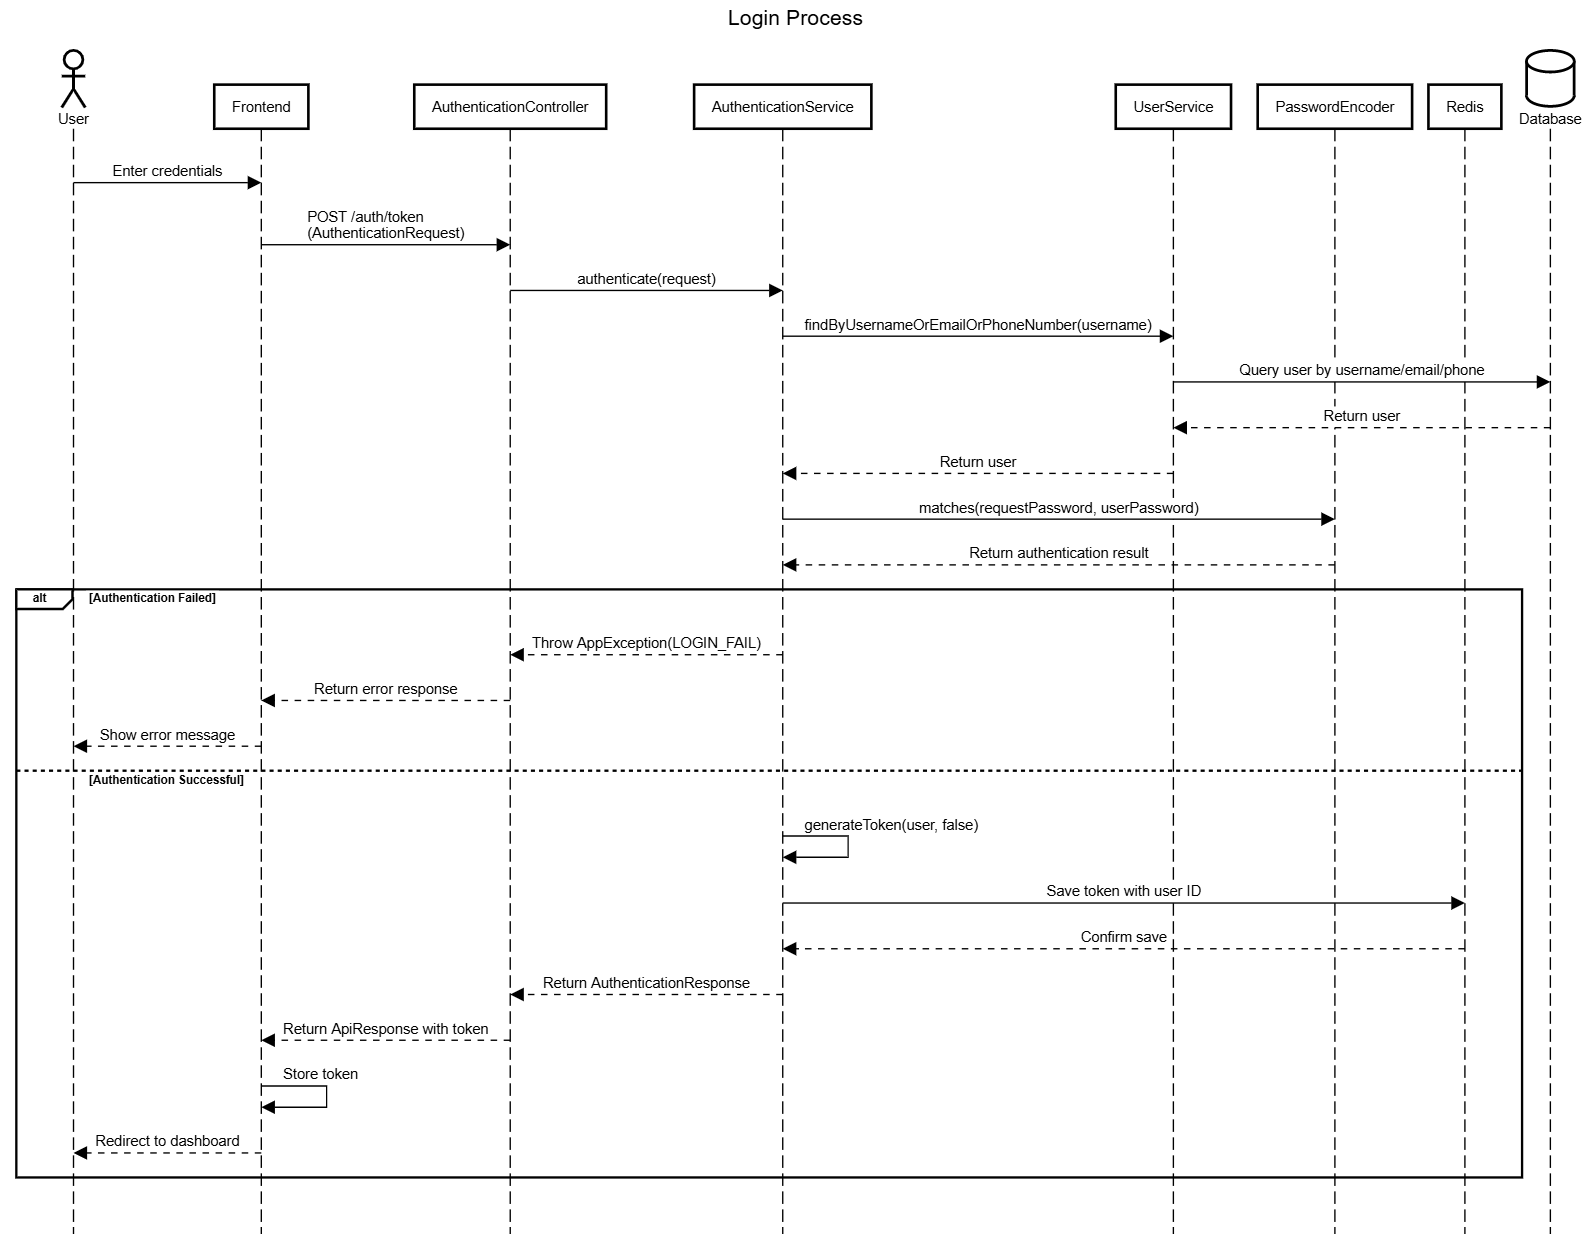 Login Process
User
Frontend
AuthenticationController
AuthenticationService
UserService
PasswordEncoder
Redis
Database
Enter credentials
POST /auth/token
(AuthenticationRequest)
authenticate(request)
findByUsernameOrEmailOrPhoneNumber(username)
Query user by username/email/phone
Return user
Return user
matches(requestPassword, userPassword)
Return authentication result
alt
[Authentication Failed]
Throw AppException(LOGIN_FAIL)
Return error response
Show error message
[Authentication Successful]
generateToken(user, false)
Save token with user ID
Confirm save
Return AuthenticationResponse
Return ApiResponse with token
Store token
Redirect to dashboard